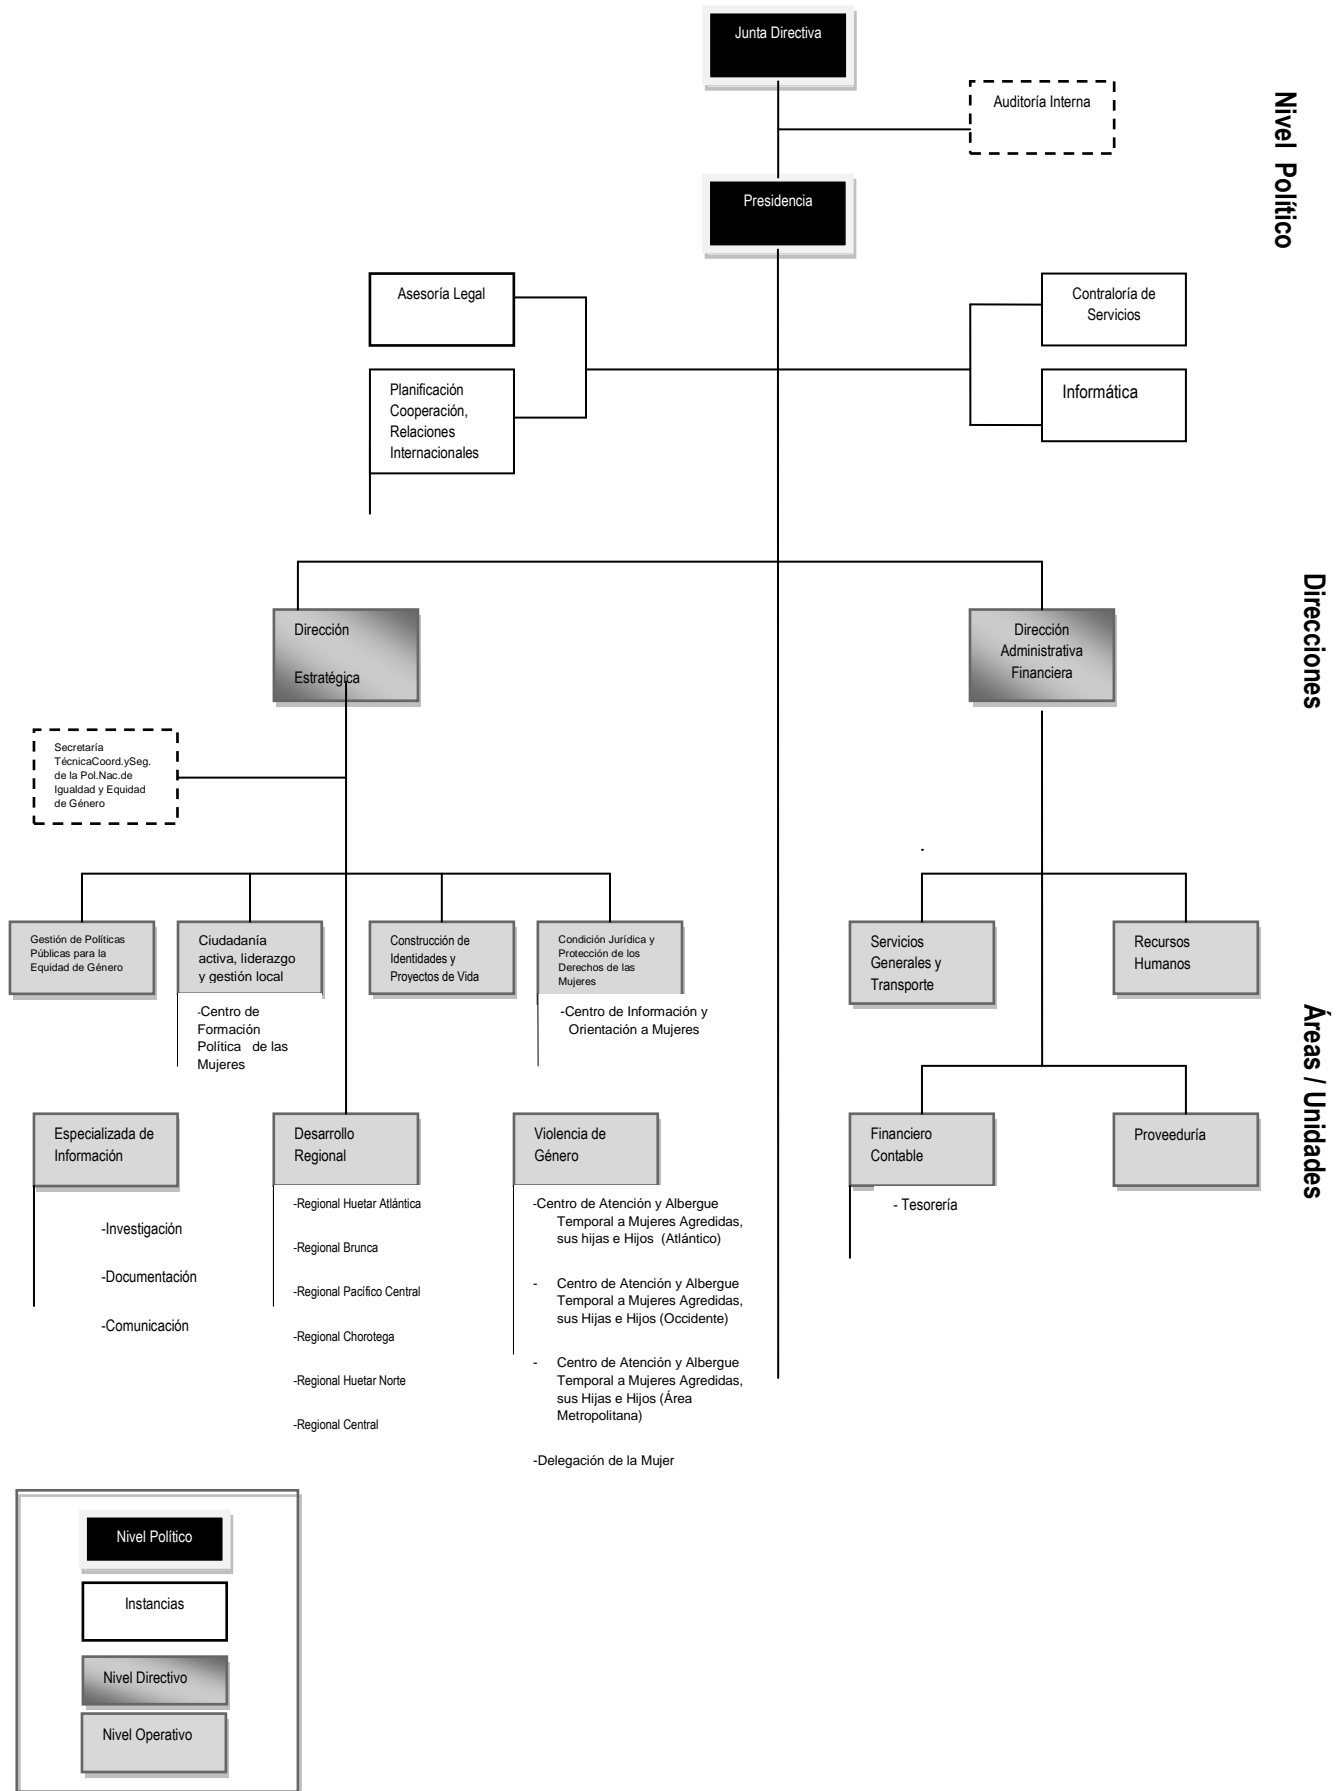 Junta Directiva
Auditoría Interna
Nivel Político
Presidencia
Asesoría Legal
Contraloría de
Servicios
Planificación
Cooperación,
Relaciones
Internacionales
Informática
Direcciones
Dirección
Estratégica
Dirección
Administrativa
Financiera
Secretaría
TécnicaCoord.ySeg.
de la Pol.Nac.de
Igualdad y Equidad
de Género
Gestión de Políticas
Públicas para la
Equidad de Género
Ciudadanía
activa, liderazgo
y gestión local
-Centro de
Formación
Política de las
Mujeres
Construcción de
Identidades y
Proyectos de Vida
Condición Jurídica y
Protección de los
Derechos de las
Mujeres
-Centro de Información y
Orientación a Mujeres
Servicios
Generales y
Transporte
Recursos
Humanos
Áreas / Unidades
Especializada de
Información
-Investigación
-Documentación
-Comunicación
Desarrollo
Regional
-Regional Huetar Atlántica
-Regional Brunca
-Regional Pacífico Central
-Regional Chorotega
-Regional Huetar Norte
-Regional Central
Violencia de
Género
-Centro de Atención y Albergue
Temporal a Mujeres Agredidas,
sus hijas e Hijos (Atlántico)
- Centro de Atención y Albergue
Temporal a Mujeres Agredidas,
sus Hijas e Hijos (Occidente)
- Centro de Atención y Albergue
Temporal a Mujeres Agredidas,
sus Hijas e Hijos (Área
Metropolitana)
-Delegación de la Mujer
Financiero
Contable
- Tesorería
Proveeduría
Nivel Político
Instancias
Nivel Directivo
Nivel Operativo